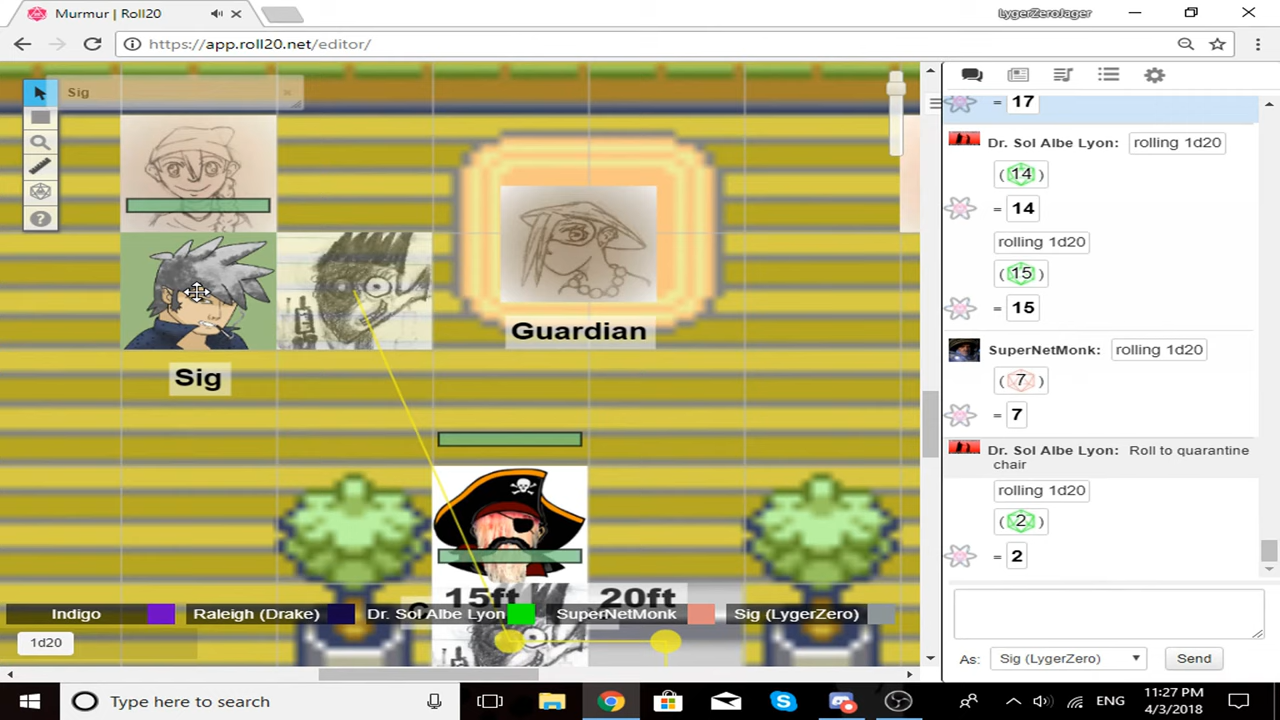 Murmur | Roll20
LygerZeroJager
https://app.roll20.net/editor/
Sig
Guardian
Sig
15ft
20ft
Indigo
Raleigh (Drake)
Dr. Sol Albe Lyon
SuperNetMonk
Sig (LygerZero)
1d20
= 17
Dr. Sol Albe Lyon: rolling 1d20
(14)
= 14
rolling 1d20
(15)
= 15
SuperNetMonk: rolling 1d20
(7)
= 7
Dr. Sol Albe Lyon: Roll to quarantine
chair
rolling 1d20
(2)
= 2
As: Sig (LygerZero) Send
Type here to search
ENG
11:27 PM
4/3/2018